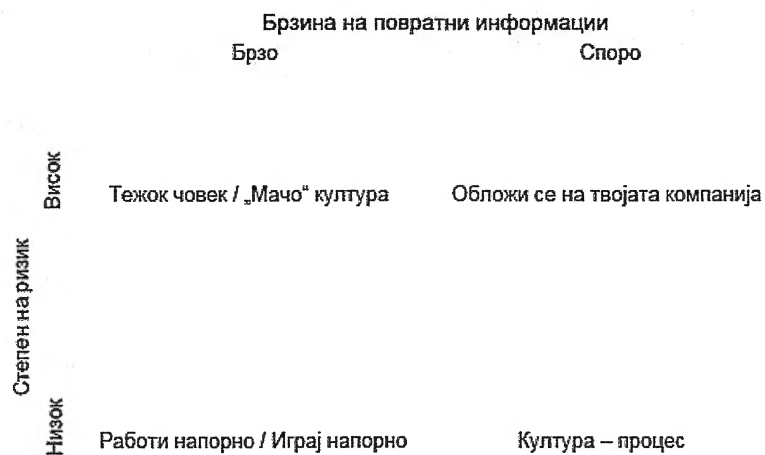 Брзина на повратни информации
Брзо Споро
Степен на ризик
Висок
Тежок човек / „Мачо“ култура Обложи се на твојата компанија
Низок
Работи напорно / Играј напорно Култура – процес